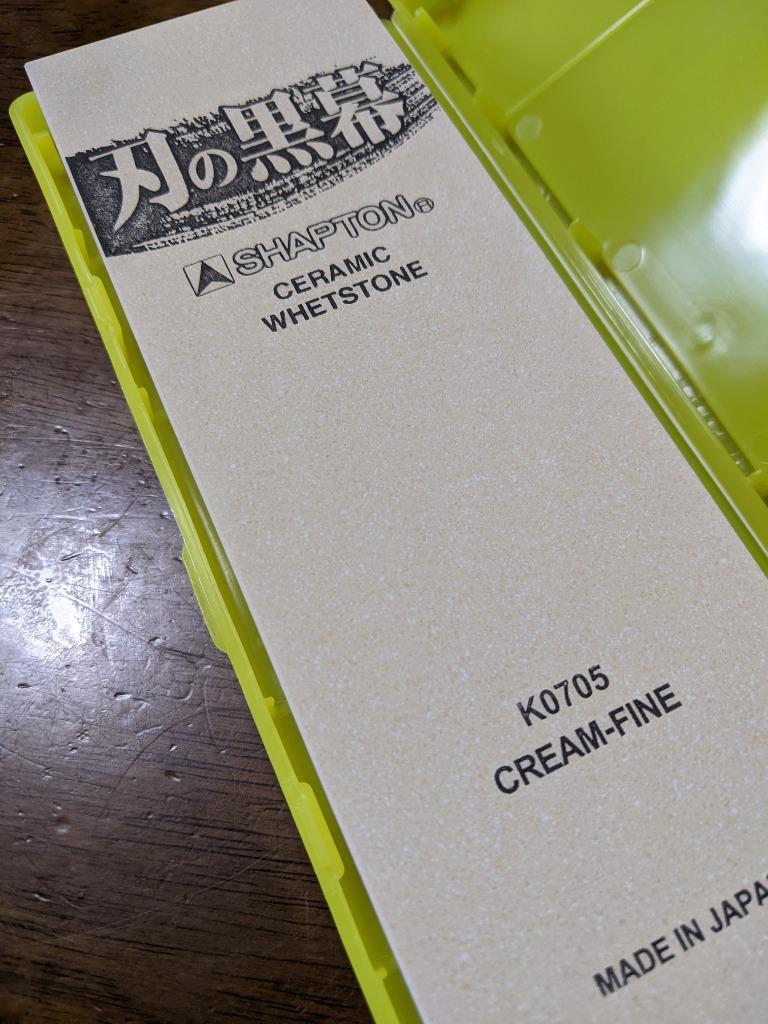 刃の黒幕
SHAPTON®
CERAMIC
WHETSTONE
K0705
CREAM-FINE
MADE IN JAPA